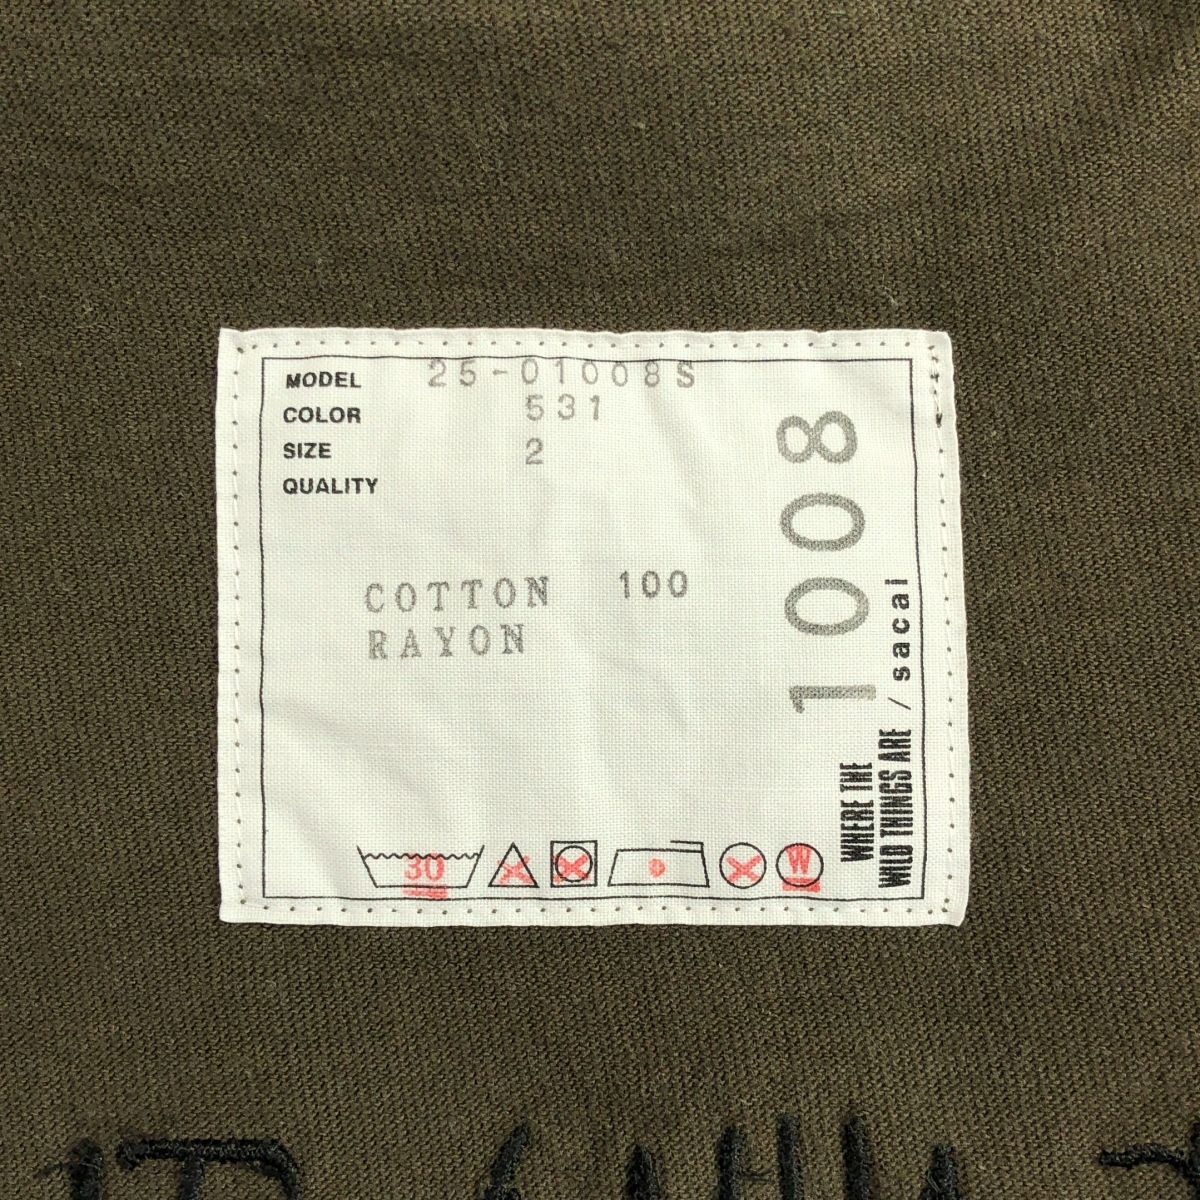 MODEL 25-01008S
COLOR 531
SIZE 2
QUALITY
COTTON 100
RAYON
1008
WHERE THE
WILD THINGS ARE / sacai
30
W